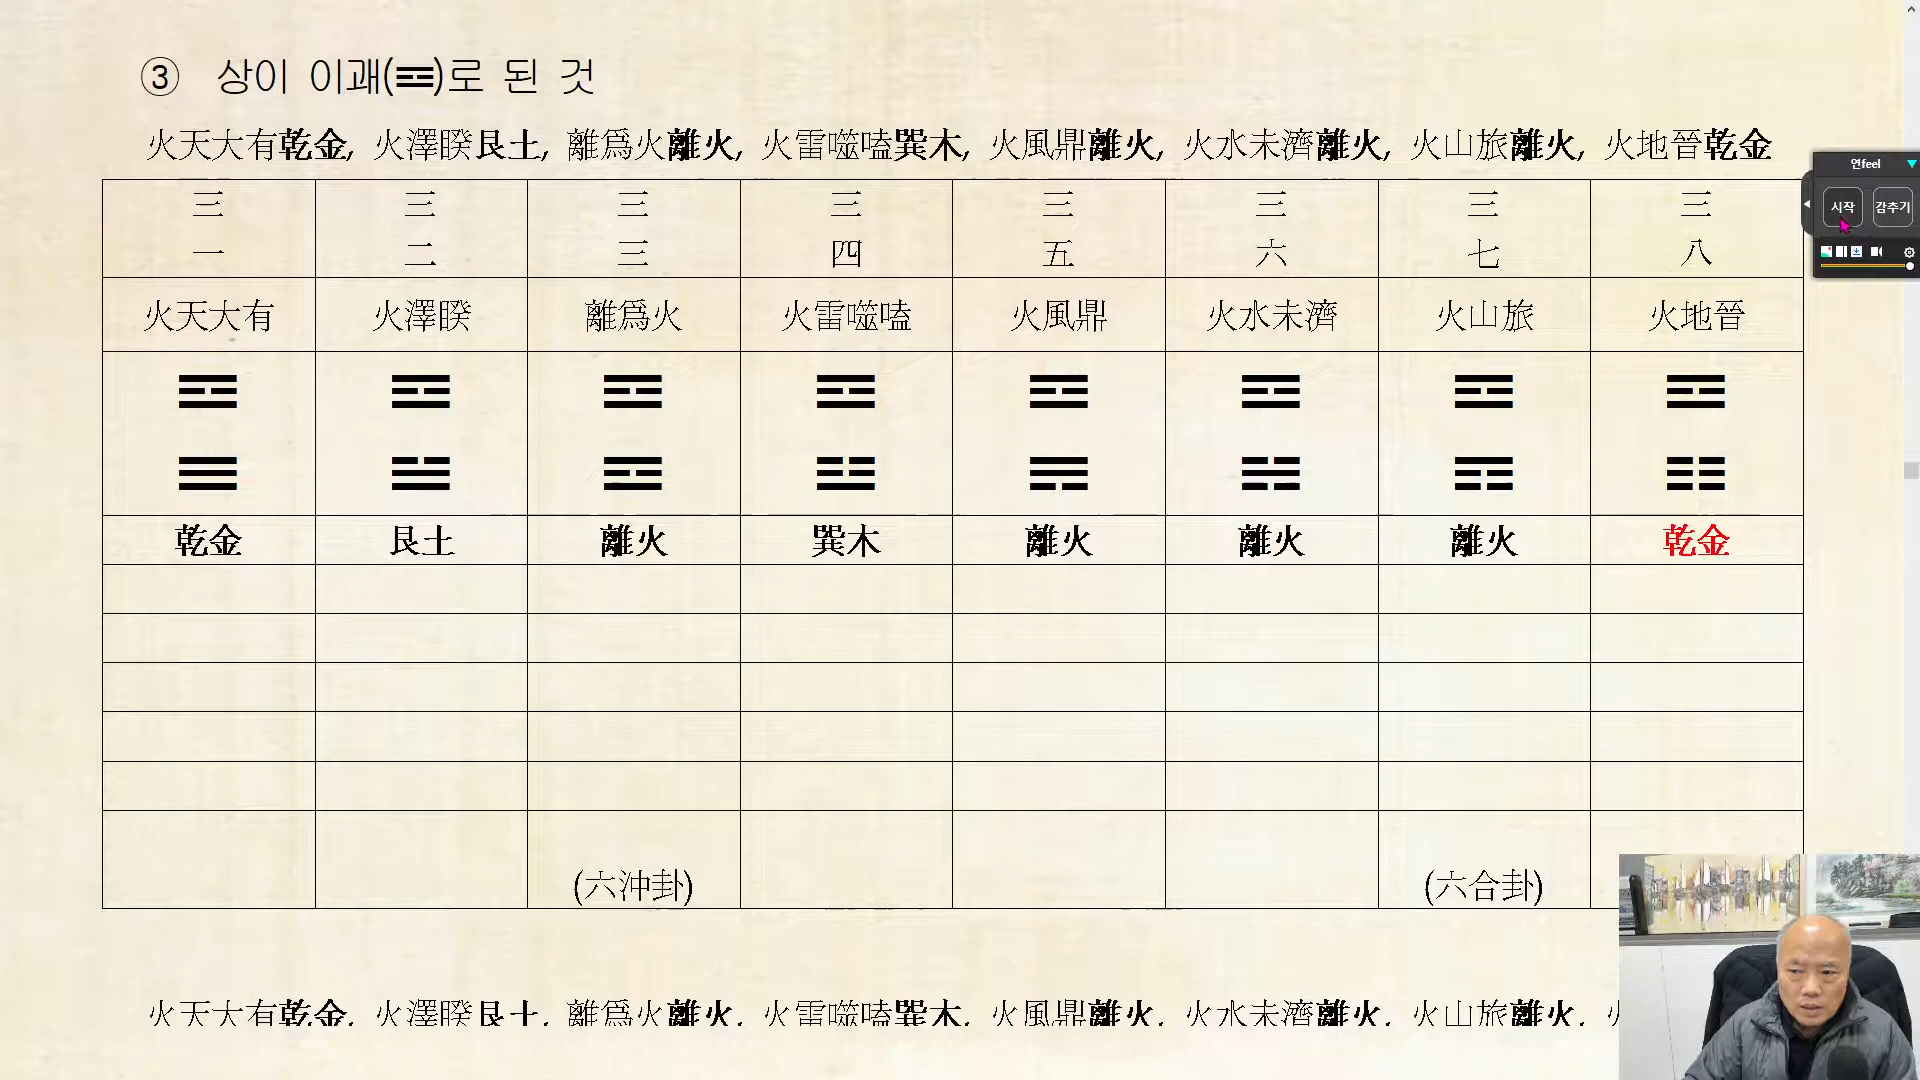 ③ 상이 이괘(☲)로 된 것
火天大有乾金, 火澤睽艮土, 離爲火離火, 火雷噬嗑巽木, 火風鼎離火, 火水未濟離火, 火山旅離火, 火地晉乾金
三 三 三 三 三 三 三 三
一 二 三 四 五 六 七 八
火天大有 火澤睽 離爲火 火雷噬嗑 火風鼎 火水未濟 火山旅 火地晉
☲ ☲ ☲ ☲ ☲ ☲ ☲ ☲
☰ ☱ ☲ ☳ ☴ ☵ ☶ ☷
乾金 艮土 離火 巽木 離火 離火 離火 乾金
(六沖卦) (六合卦)
火天大有乾金, 火澤睽艮土, 離爲火離火, 火雷噬嗑巽木, 火風鼎離火, 火水未濟離火, 火山旅離火,
연feel
시작 감추기